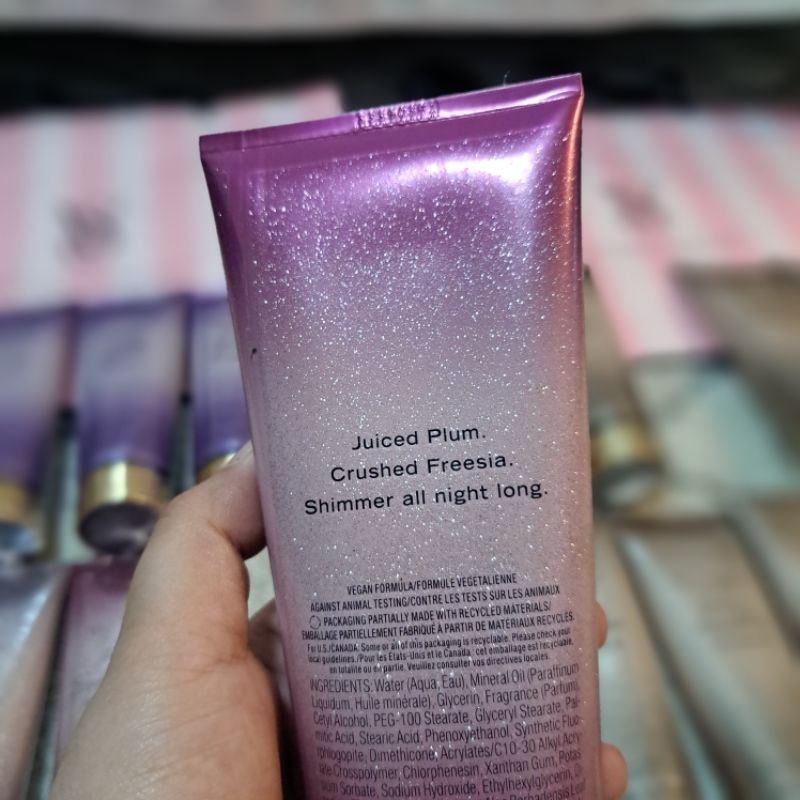 Juiced Plum.
Crushed Freesia.
Shimmer all night long.
VEGAN FORMULA/FORMULE VÉGÉTALIENNE
AGAINST ANIMAL TESTING/CONTRE LES TESTS SUR LES ANIMAUX
PACKAGING PARTIALLY MADE WITH RECYCLED MATERIALS/
EMBALLAGE PARTIELLEMENT FABRIQUÉ À PARTIR DE MATERIAUX RECYCLÉS
For U.S./CANADA: Some or all of this packaging is recyclable. Please check your
local guidelines./Pour les États-Unis et le Canada : cet emballage est recyclable,
en totalité ou en partie. Veuillez consulter vos directives locales.
INGREDIENTS: Water (Aqua, Eau), Mineral Oil (Paraffinum
Liquidum, Huile minérale), Glycerin, Fragrance (Parfum),
Cetyl Alcohol, PEG-100 Stearate, Glyceryl Stearate, Pal-
mitic Acid, Stearic Acid, Phenoxyethanol, Synthetic Fluo-
rphlogopite, Dimethicone, Acrylates/C10-30 Alkyl Acry-
late Crosspolymer, Chlorphenesin, Xanthan Gum, Potas-
Sorbate, Sodium Hydroxide, Ethylhexylglycerin,